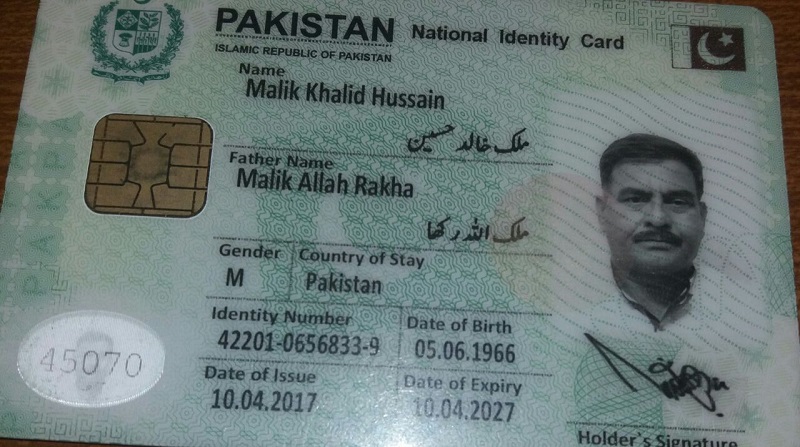 PAKISTAN National Identity Card
ISLAMIC REPUBLIC OF PAKISTAN
Name
Malik Khalid Hussain
ملک خالد حسین
Father Name
Malik Allah Rakha
ملک اللہ رکھا
Gender Country of Stay
M Pakistan
Identity Number Date of Birth
42201-0656833-9 05.06.1966
Date of Issue Date of Expiry
10.04.2017 10.04.2027
45070
Holder's Signature